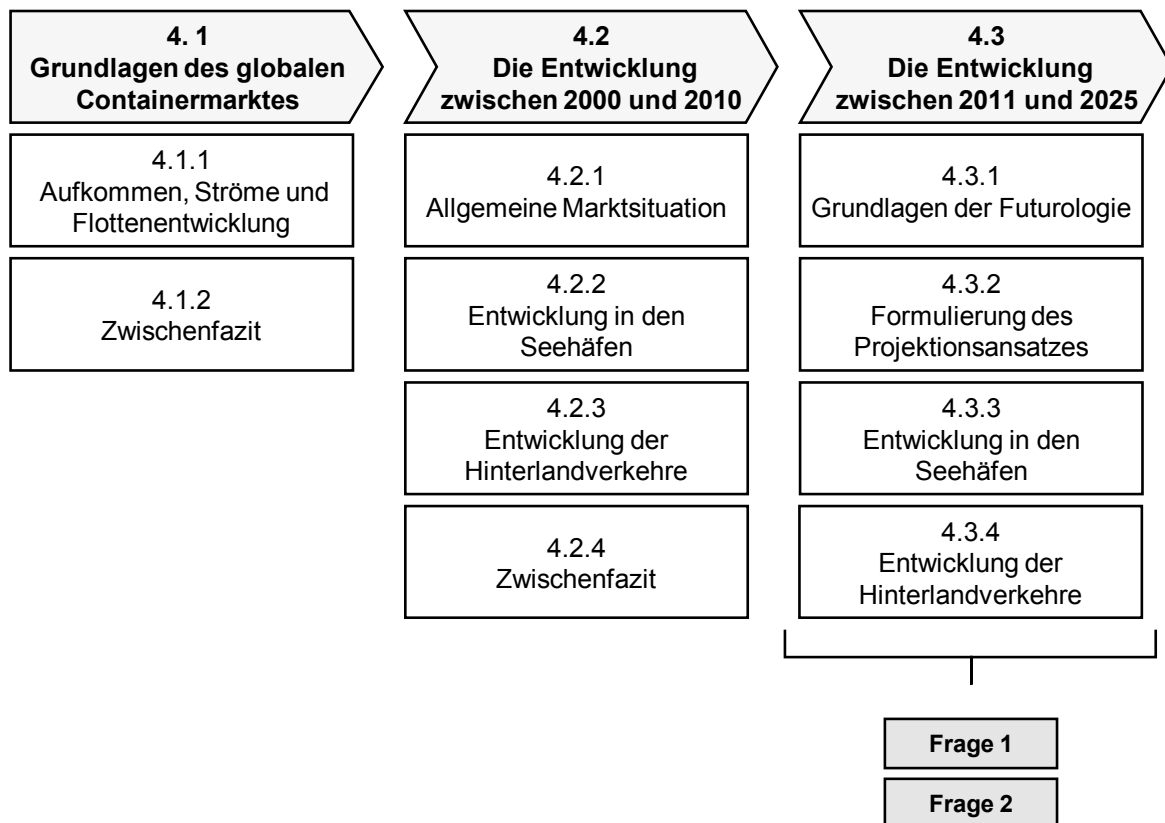 4. 1
Grundlagen des globalen
Containermarktes
4.1.1
Aufkommen, Ströme und
Flottenentwicklung
4.1.2
Zwischenfazit
4.2
Die Entwicklung
zwischen 2000 und 2010
4.2.1
Allgemeine Marktsituation
4.2.2
Entwicklung in den
Seehäfen
4.2.3
Entwicklung der
Hinterlandverkehre
4.2.4
Zwischenfazit
4.3
Die Entwicklung
zwischen 2011 und 2025
4.3.1
Grundlagen der Futurologie
4.3.2
Formulierung des
Projektionsansatzes
4.3.3
Entwicklung in den
Seehäfen
4.3.4
Entwicklung der
Hinterlandverkehre
Frage 1
Frage 2